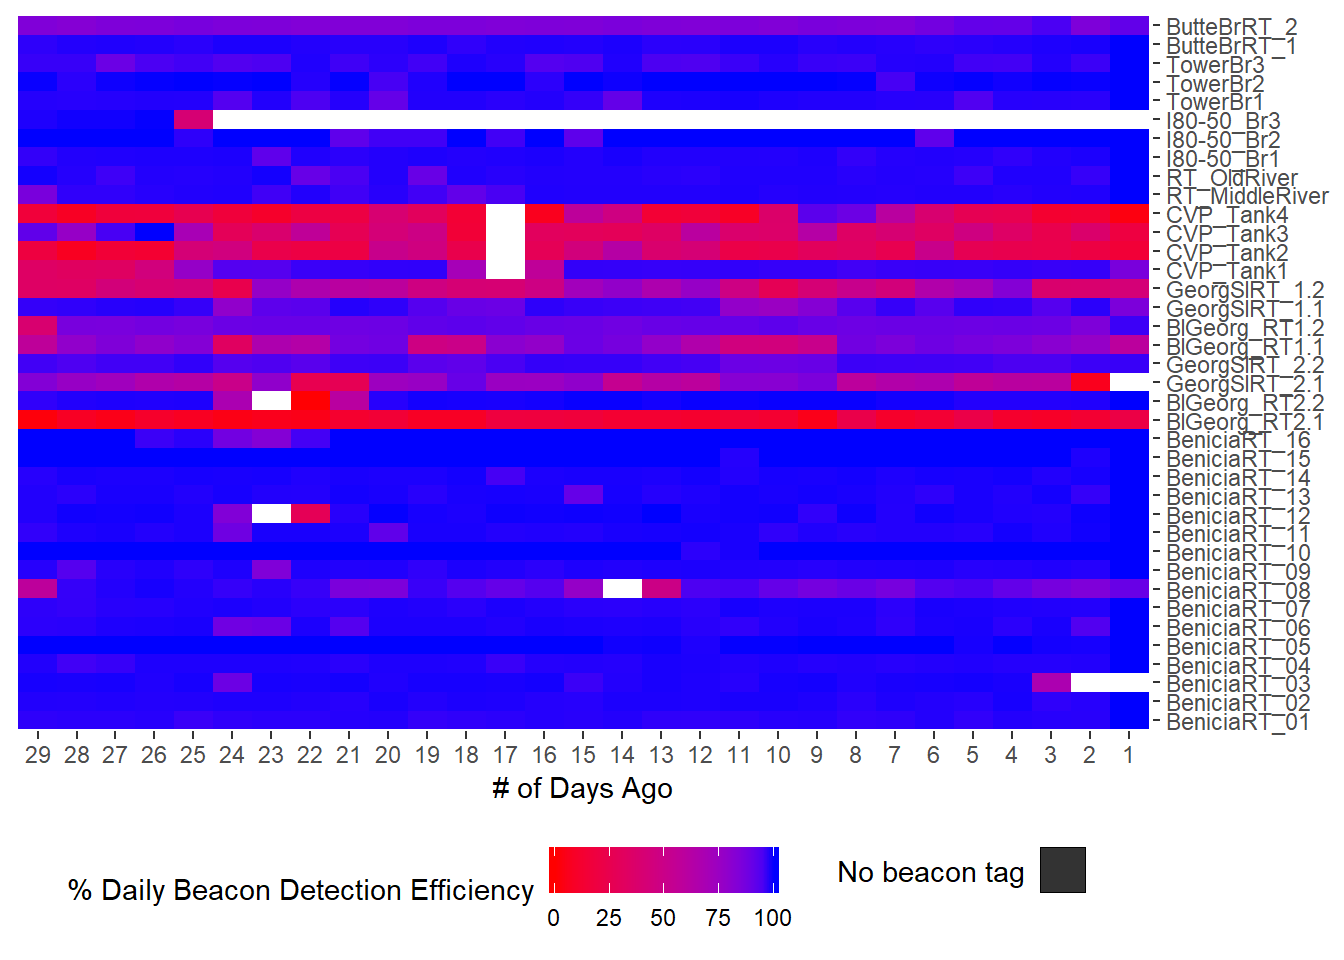 ButteBrRT_2
ButteBrRT_1
TowerBr3
TowerBr2
TowerBr1
I80-50_Br3
I80-50_Br2
I80-50_Br1
RT_OldRiver
RT_MiddleRiver
CVP_Tank4
CVP_Tank3
CVP_Tank2
CVP_Tank1
GeorgSlRT_1.2
GeorgSlRT_1.1
BlGeorg_RT1.2
BlGeorg_RT1.1
GeorgSlRT_2.2
GeorgSlRT_2.1
BlGeorg_RT2.2
BlGeorg_RT2.1
BeniciaRT_16
BeniciaRT_15
BeniciaRT_14
BeniciaRT_13
BeniciaRT_12
BeniciaRT_11
BeniciaRT_10
BeniciaRT_09
BeniciaRT_08
BeniciaRT_07
BeniciaRT_06
BeniciaRT_05
BeniciaRT_04
BeniciaRT_03
BeniciaRT_02
BeniciaRT_01
29 28 27 26 25 24 23 22 21 20 19 18 17 16 15 14 13 12 11 10 9 8 7 6 5 4 3 2 1
# of Days Ago
% Daily Beacon Detection Efficiency
0 25 50 75 100
No beacon tag